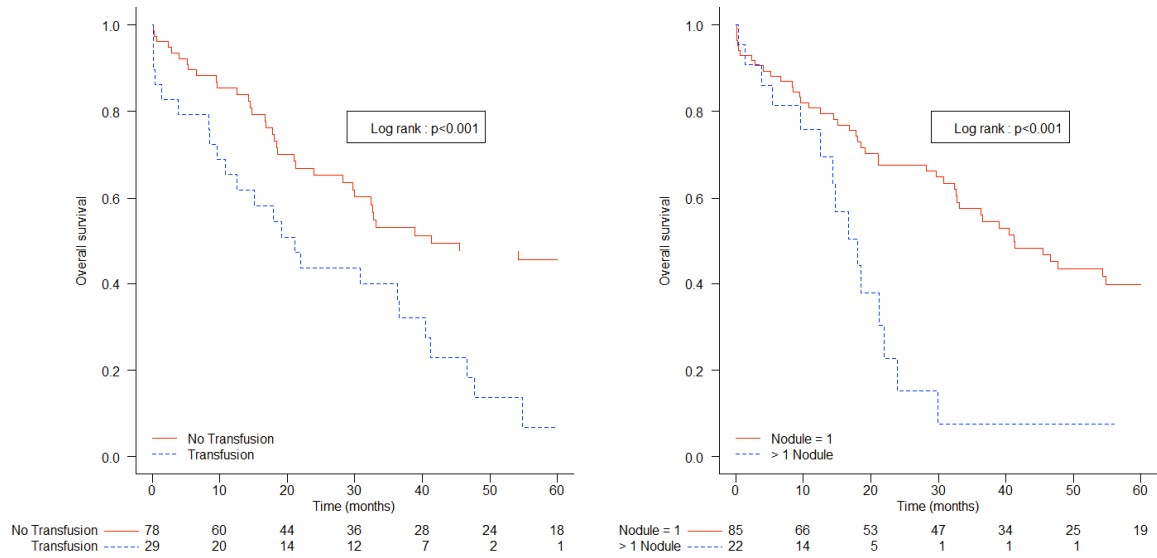 1.0
0.8
0.6
0.4
0.2
0.0
Overall survival
Log rank : p<0.001
No Transfusion
Transfusion
0 10 20 30 40 50 60
Time (months)
No Transfusion 78 60 44 36 28 24 18
Transfusion 29 20 14 12 7 2 1
1.0
0.8
0.6
0.4
0.2
0.0
Overall survival
Log rank : p<0.001
Nodule = 1
> 1 Nodule
0 10 20 30 40 50 60
Time (months)
Nodule = 1 85 66 53 47 34 25 19
> 1 Nodule 22 14 5 1 1 1